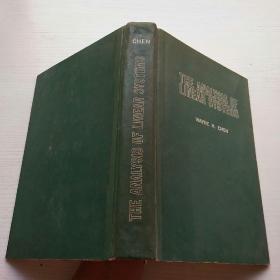 CHEN
THE ANALYSIS OF LINEAR SYSTEMS
THE ANALYSIS OF
LINEAR SYSTEMS
WAYNE H. CHEN